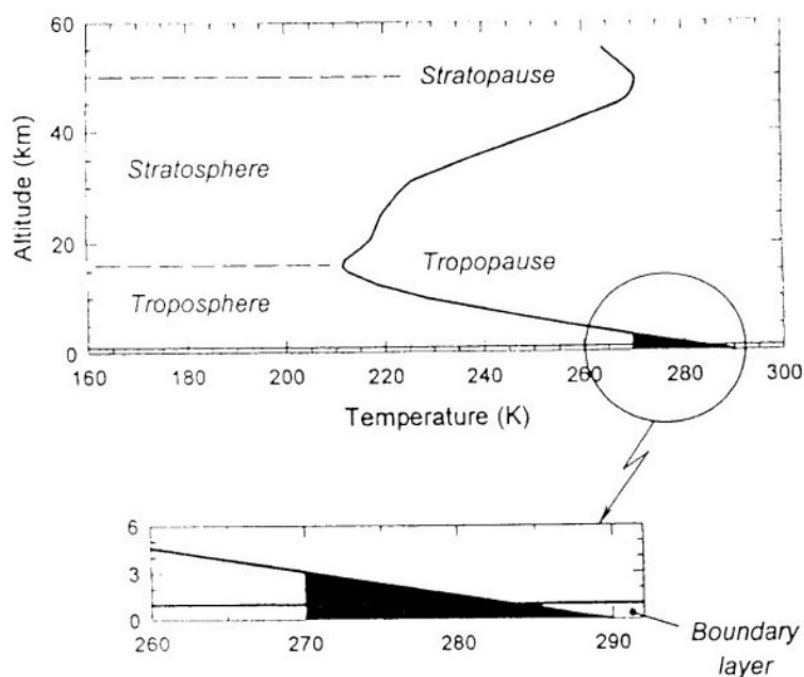 60
Stratopause
40
Altitude (km)
Stratosphere
20
Tropopause
Troposphere
0
160 180 200 220 240 260 280 300
Temperature (K)
6
3
0
260 270 280 290
Boundary
layer